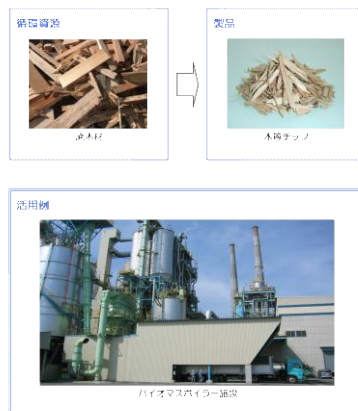 循環資源
製品
廃木材
木質チップ
活用例
バイオマスボイラー施設